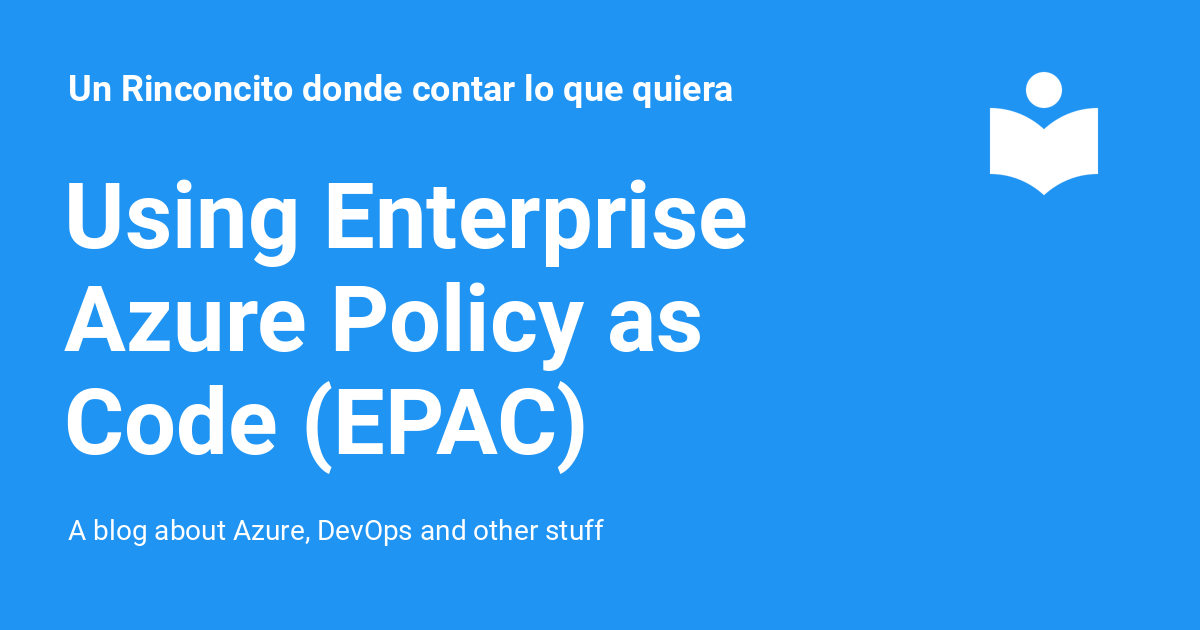 Un Rinconcito donde contar lo que quiera
Using Enterprise
Azure Policy as
Code (EPAC)
A blog about Azure, DevOps and other stuff